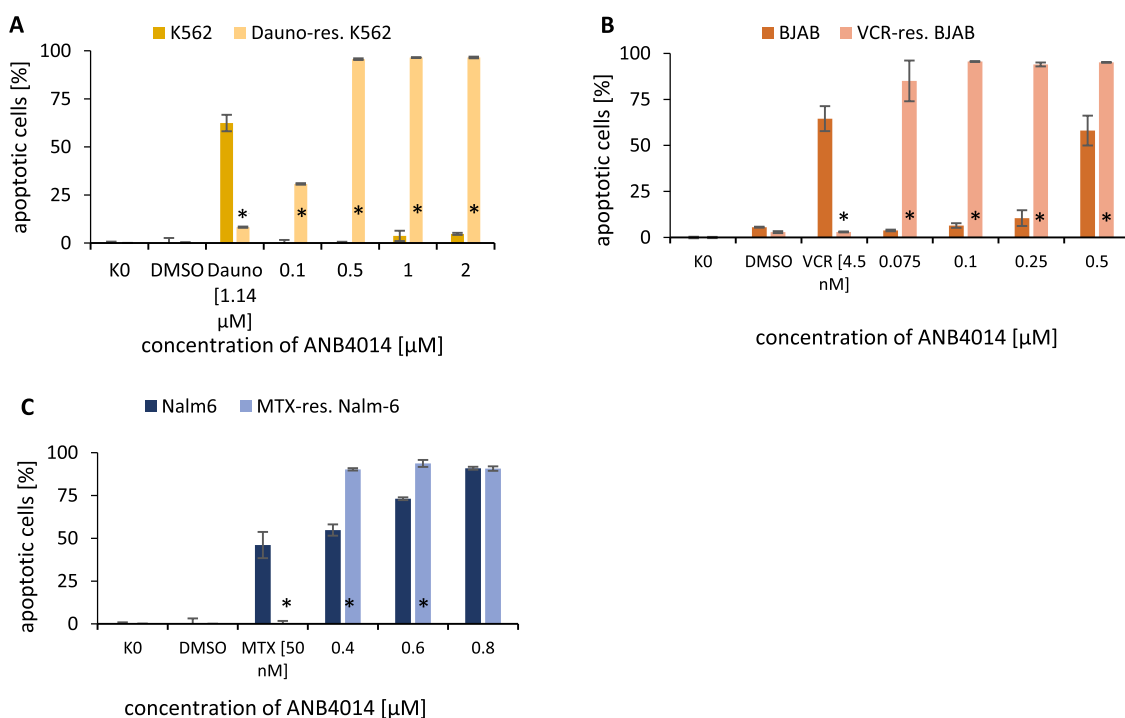 A
K562 Dauno-res. K562
apoptotic cells [%]
100
75
50
25
0
* * * * *
K0 DMSO Dauno 0.1 0.5 1 2
[1.14
µM]
concentration of ANB4014 [µM]
B
BJAB VCR-res. BJAB
apoptotic cells [%]
100
75
50
25
0
* * * * *
K0 DMSO VCR [4.5 0.075 0.1 0.25 0.5
nM]
concentration of ANB4014 [µM]
C
Nalm6 MTX-res. Nalm-6
apoptotic cells [%]
100
75
50
25
0
* * *
K0 DMSO MTX [50 0.4 0.6 0.8
nM]
concentration of ANB4014 [µM]